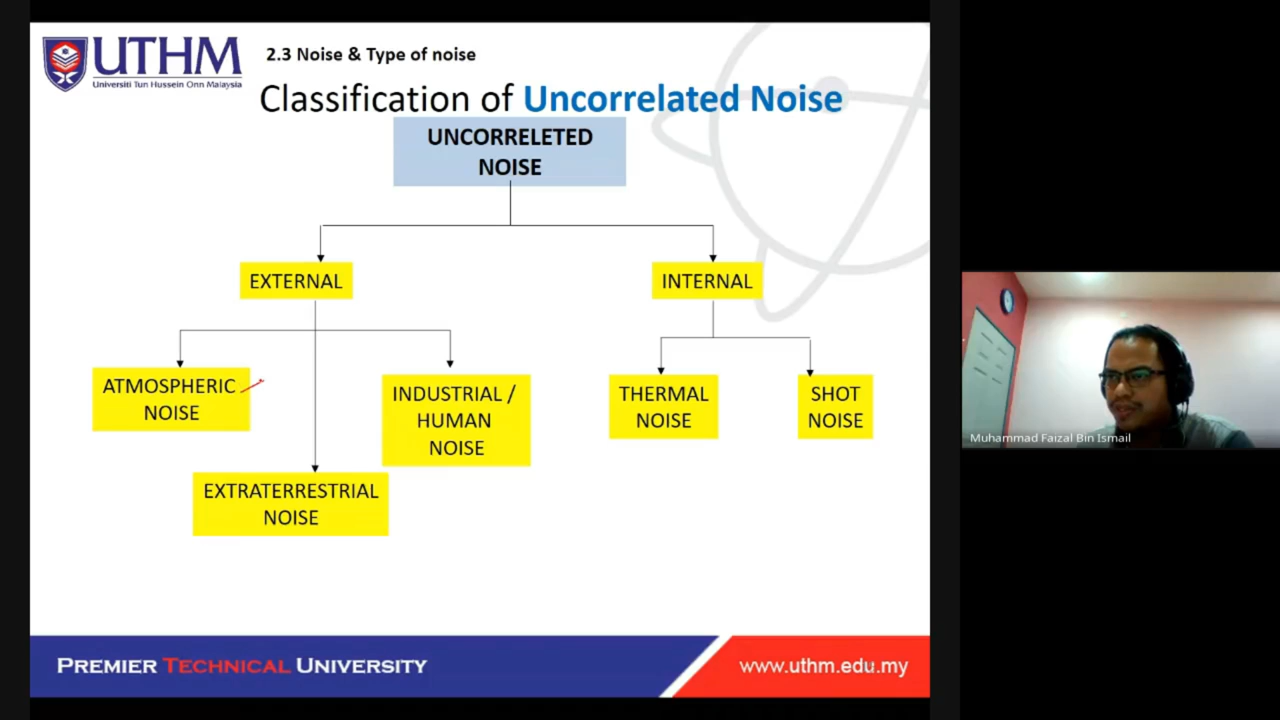 UTHM
Universiti Tun Hussein Onn Malaysia
2.3 Noise & Type of noise
Classification of Uncorrelated Noise
UNCORRELETED
NOISE
EXTERNAL
INTERNAL
ATMOSPHERIC
NOISE
INDUSTRIAL /
HUMAN
NOISE
THERMAL
NOISE
SHOT
NOISE
EXTRATERRESTRIAL
NOISE
Muhammad Faizal Bin Ismail
PREMIER TECHNICAL UNIVERSITY
www.uthm.edu.my